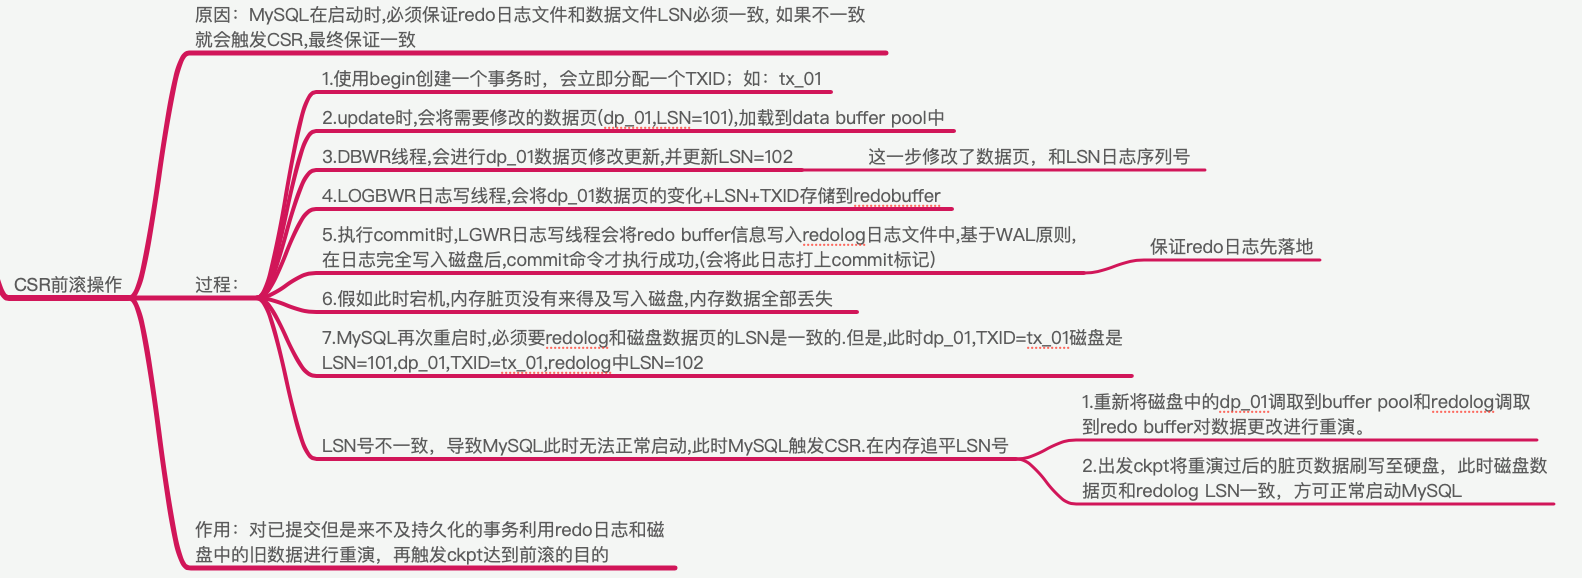 原因：MySQL在启动时,必须保证redo日志文件和数据文件LSN必须一致, 如果不一致
就会触发CSR,最终保证一致
1.使用begin创建一个事务时，会立即分配一个TXID；如：tx_01
2.update时,会将需要修改的数据页(dp_01,LSN=101),加载到data buffer pool中
3.DBWR线程,会进行dp_01数据页修改更新,并更新LSN=102
这一步修改了数据页，和LSN日志序列号
4.LOGBWR日志写线程,会将dp_01数据页的变化+LSN+TXID存储到redobuffer
5.执行commit时,LGWR日志写线程会将redo buffer信息写入redolog日志文件中,基于WAL原则,
在日志完全写入磁盘后,commit命令才执行成功,(会将此日志打上commit标记)
保证redo日志先落地
CSR前滚操作
过程：
6.假如此时宕机,内存脏页没有来得及写入磁盘,内存数据全部丢失
7.MySQL再次重启时,必须要redolog和磁盘数据页的LSN是一致的.但是,此时dp_01,TXID=tx_01磁盘是
LSN=101,dp_01,TXID=tx_01,redolog中LSN=102
LSN号不一致，导致MySQL此时无法正常启动,此时MySQL触发CSR.在内存追平LSN号
1.重新将磁盘中的dp_01调取到buffer pool和redolog调取
到redo buffer对数据更改进行重演。
2.出发ckpt将重演过后的脏页数据刷写至硬盘，此时磁盘数
据页和redolog LSN一致，方可正常启动MySQL
作用：对已提交但是来不及持久化的事务利用redo日志和磁
盘中的旧数据进行重演，再触发ckpt达到前滚的目的